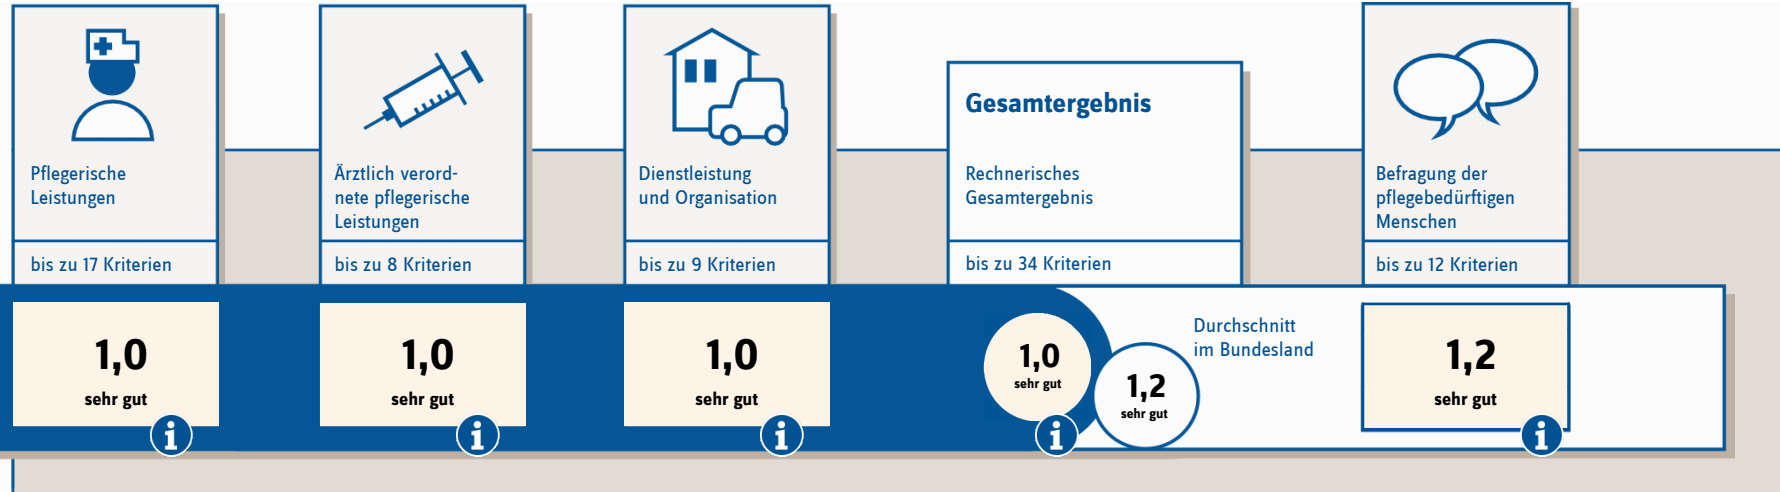 Pflegerische
Leistungen
bis zu 17 Kriterien
1,0
sehr gut
i
Ärztlich verord-
nete pflegerische
Leistungen
bis zu 8 Kriterien
1,0
sehr gut
i
Dienstleistung
und Organisation
bis zu 9 Kriterien
1,0
sehr gut
i
Gesamtergebnis
Rechnerisches
Gesamtergebnis
bis zu 34 Kriterien
1,0
sehr gut
i
1,2
sehr gut
Durchschnitt
im Bundesland
Befragung der
pflegebedürftigen
Menschen
bis zu 12 Kriterien
1,2
sehr gut
i